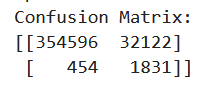 Confusion Matrix:
[[354596  32122]
 [   454   1831]]